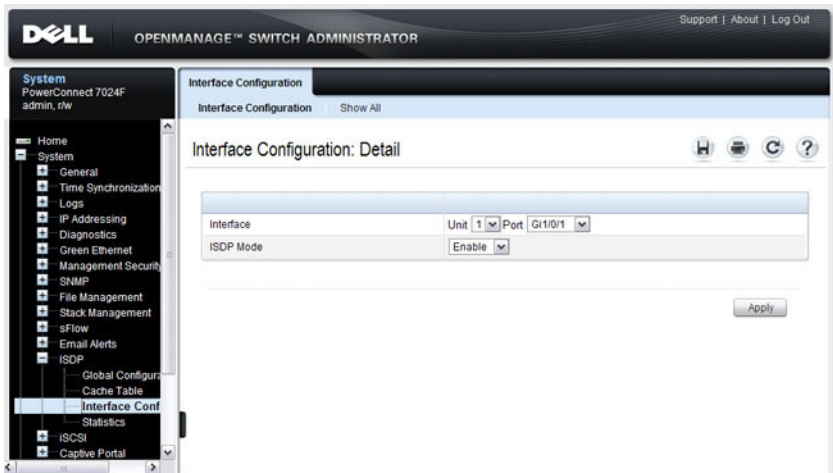 Support | About | Log Out
DELL OPENMANAGE™ SWITCH ADMINISTRATOR
System
PowerConnect 7024F
admin, r/w
Home
System
General
Time Synchronization
Logs
IP Addressing
Diagnostics
Green Ethernet
Management Security
SNMP
File Management
Stack Management
sFlow
Email Alerts
ISDP
Global Configura
Cache Table
Interface Conf
Statistics
iSCSI
Captive Portal
Interface Configuration
Interface Configuration Show All
Interface Configuration: Detail
Interface Unit 1 Port Gi1/0/1
ISDP Mode Enable
Apply